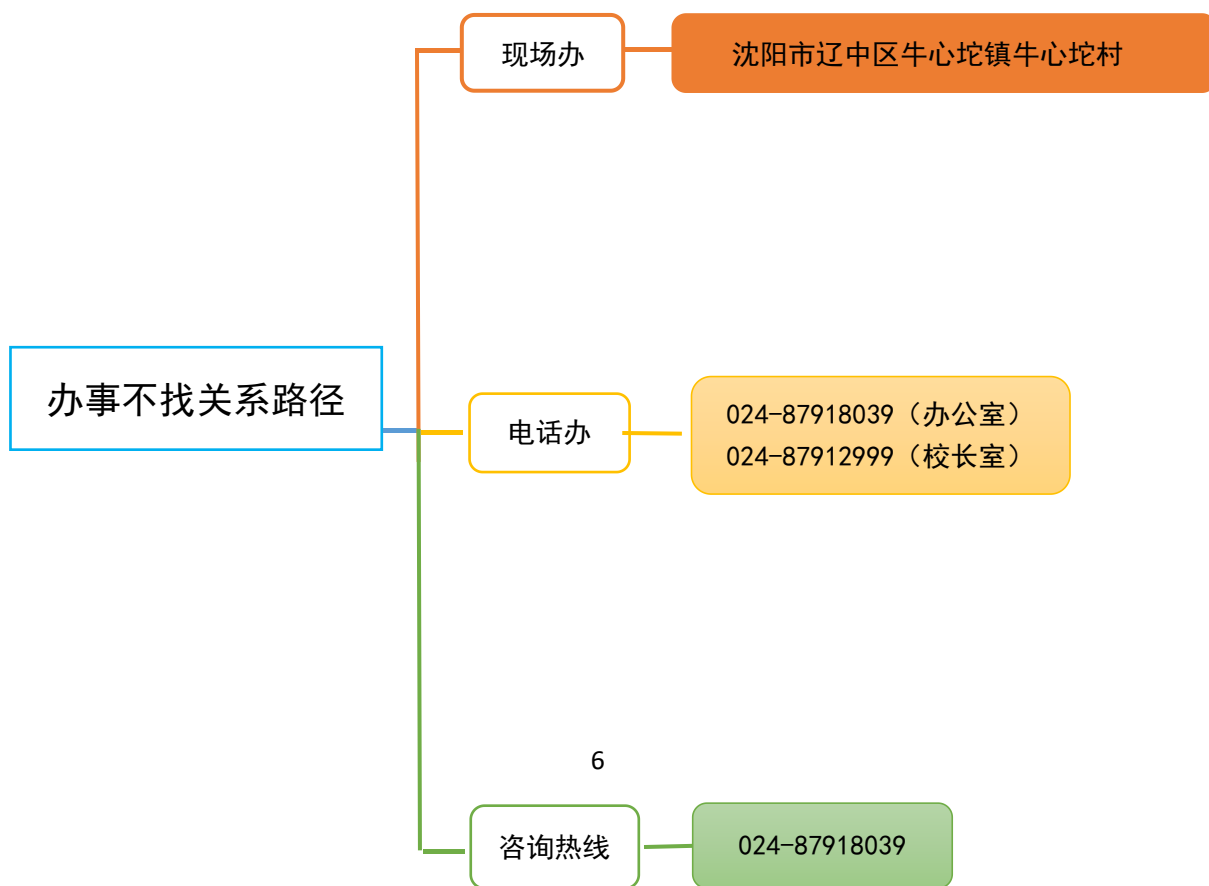 现场办
沈阳市辽中区牛心坨镇牛心坨村
办事不找关系路径
电话办
024-87918039（办公室）
024-87912999（校长室）
6
咨询热线
024-87918039